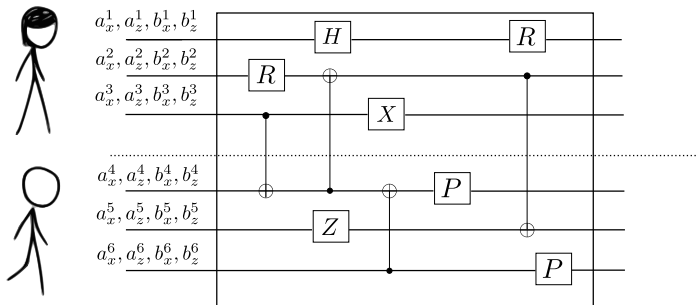 a_x^1, a_z^1, b_x^1, b_z^1 H R
a_x^2, a_z^2, b_x^2, b_z^2 R
a_x^3, a_z^3, b_x^3, b_z^3 X
a_x^4, a_z^4, b_x^4, b_z^4 P
a_x^5, a_z^5, b_x^5, b_z^5 Z
a_x^6, a_z^6, b_x^6, b_z^6 P